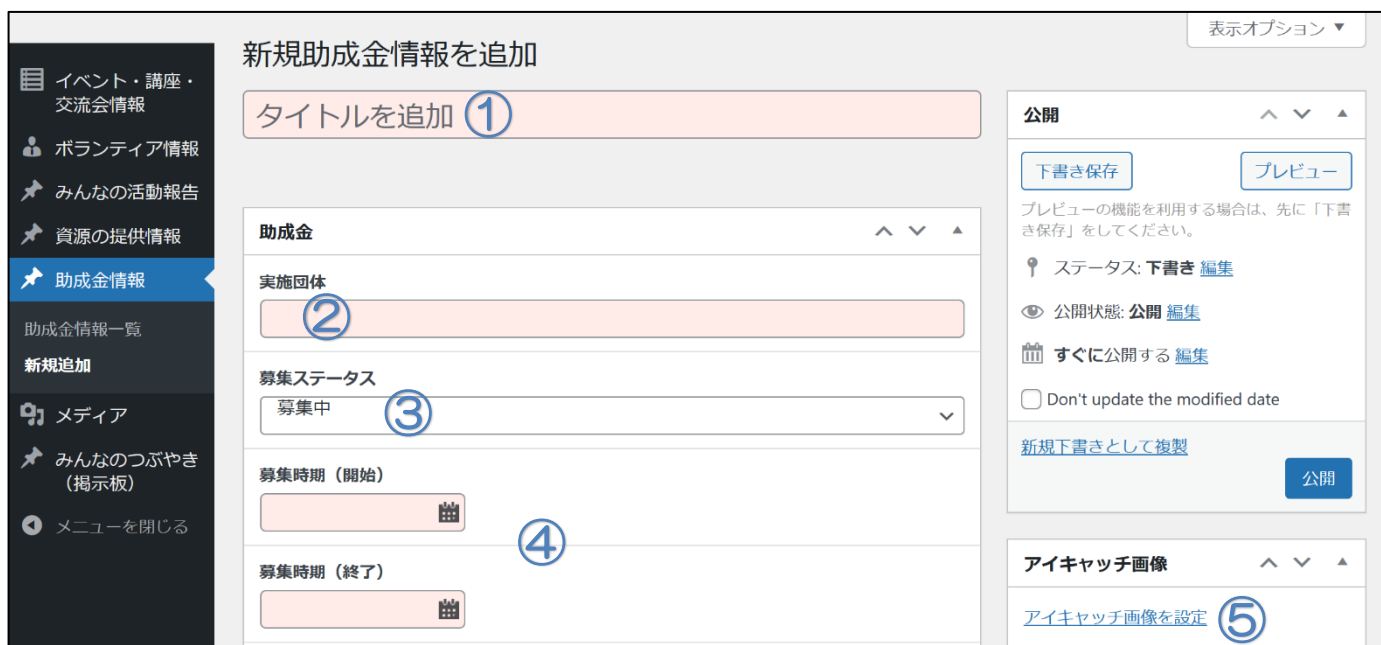 表示オプション ▼
イベント・講座・
交流会情報
ボランティア情報
みんなの活動報告
資源の提供情報
助成金情報
助成金情報一覧
新規追加
メディア
みんなのつぶやき
（掲示板）
メニューを閉じる
新規助成金情報を追加
タイトルを追加 ①
助成金
実施団体
②
募集ステータス
募集中 ③
募集時期（開始）
④
募集時期（終了）
公開
下書き保存 プレビュー
プレビューの機能を利用する場合は、先に「下書
き保存」をしてください。
ステータス: 下書き 編集
公開状態: 公開 編集
すぐに公開する 編集
Don't update the modified date
新規下書きとして複製
公開
アイキャッチ画像
アイキャッチ画像を設定 ⑤